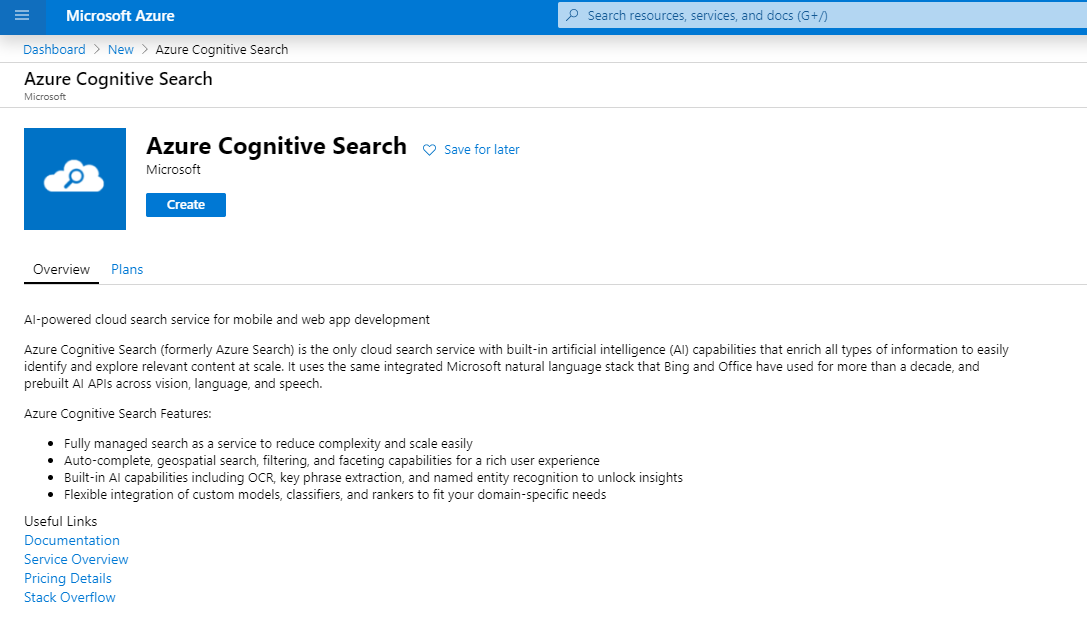 Microsoft Azure
Search resources, services, and docs (G+/)
Dashboard > New > Azure Cognitive Search
Azure Cognitive Search
Microsoft
Azure Cognitive Search
Save for later
Microsoft
Create
Overview Plans
AI-powered cloud search service for mobile and web app development
Azure Cognitive Search (formerly Azure Search) is the only cloud search service with built-in artificial intelligence (AI) capabilities that enrich all types of information to easily
identify and explore relevant content at scale. It uses the same integrated Microsoft natural language stack that Bing and Office have used for more than a decade, and
prebuilt AI APIs across vision, language, and speech.
Azure Cognitive Search Features:
• Fully managed search as a service to reduce complexity and scale easily
• Auto-complete, geospatial search, filtering, and faceting capabilities for a rich user experience
• Built-in AI capabilities including OCR, key phrase extraction, and named entity recognition to unlock insights
• Flexible integration of custom models, classifiers, and rankers to fit your domain-specific needs
Useful Links
Documentation
Service Overview
Pricing Details
Stack Overflow